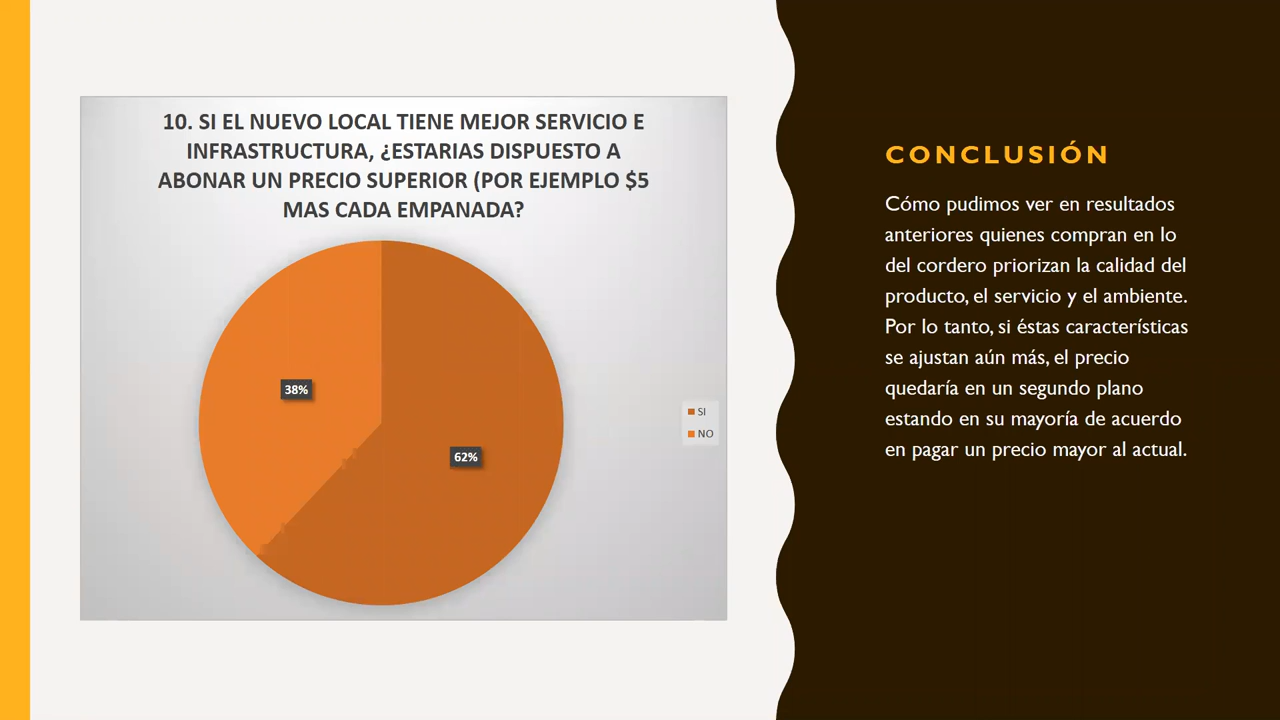 10. SI EL NUEVO LOCAL TIENE MEJOR SERVICIO E
INFRASTRUCTURA, ¿ESTARIAS DISPUESTO A
ABONAR UN PRECIO SUPERIOR (POR EJEMPLO $5
MAS CADA EMPANADA?
38%
62%
SI
NO
CONCLUSIÓN
Cómo pudimos ver en resultados
anteriores quienes compran en lo
del cordero priorizan la calidad del
producto, el servicio y el ambiente.
Por lo tanto, si éstas características
se ajustan aún más, el precio
quedaría en un segundo plano
estando en su mayoría de acuerdo
en pagar un precio mayor al actual.